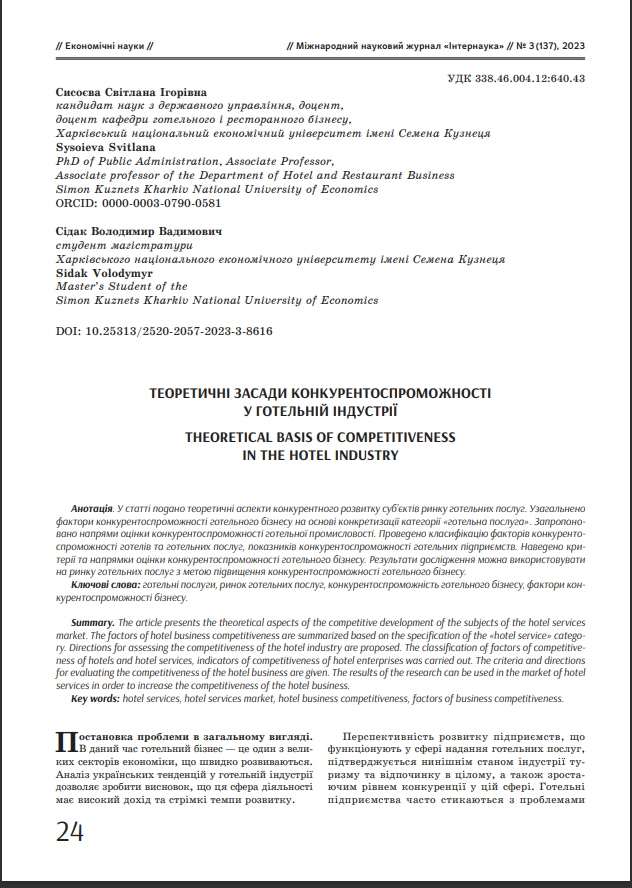 // Економічні науки //
// Міжнародний науковий журнал «Інтернаука» // № 3 (137), 2023
УДК 338.46.004.12:640.43
Сисоєва Світлана Ігорівна
кандидат наук з державного управління, доцент,
доцент кафедри готельного і ресторанного бізнесу,
Харківський національний економічний університет імені Семена Кузнеця
Sysoieva Svitlana
PhD of Public Administration, Associate Professor,
Associate professor of the Department of Hotel and Restaurant Business
Simon Kuznets Kharkiv National University of Economics
ORCID: 0000-0003-0790-0581
Сідак Володимир Вадимович
студент магістратури
Харківського національного економічного університету імені Семена Кузнеця
Sidak Volodymyr
Master's Student of the
Simon Kuznets Kharkiv National University of Economics
DOI: 10.25313/2520-2057-2023-3-8616
ТЕОРЕТИЧНІ ЗАСАДИ КОНКУРЕНТОСПРОМОЖНОСТІ
У ГОТЕЛЬНІЙ ІНДУСТРІЇ
THEORETICAL BASIS OF COMPETITIVENESS
IN THE HOTEL INDUSTRY
Анотація. У статті подано теоретичні аспекти конкурентного розвитку суб'єктів ринку готельних послуг. Узагальнено
фактори конкурентоспроможності готельного бізнесу на основі конкретизації категорії «готельна послуга». Запропоно-
вано напрями оцінки конкурентоспроможності готельної промисловості. Проведено класифікацію факторів конкуренто-
спроможності готелів та готельних послуг, показників конкурентоспроможності готельних підприємств. Наведено кри-
терії та напрямки оцінки конкурентоспроможності готельного бізнесу. Результати дослідження можна використовувати
на ринку готельних послуг з метою підвищення конкурентоспроможності готельного бізнесу.
Ключові слова: готельні послуги, ринок готельних послуг, конкурентоспроможність готельного бізнесу, фактори кон-
курентоспроможності бізнесу.
Summary. The article presents the theoretical aspects of the competitive development of the subjects of the hotel services
market. The factors of hotel business competitiveness are summarized based on the specification of the «hotel service» catego-
ry. Directions for assessing the competitiveness of the hotel industry are proposed. The classification of factors of competitive-
ness of hotels and hotel services, indicators of competitiveness of hotel enterprises was carried out. The criteria and directions
for evaluating the competitiveness of the hotel business are given. The results of the research can be used in the market of hotel
services in order to increase the competitiveness of the hotel business.
Key words: hotel services, hotel services market, hotel business competitiveness, factors of business competitiveness.
Постановка проблеми в загальному вигляді.
В даний час готельний бізнес — це один з вели-
ких секторів економіки, що швидко розвиваються.
Аналіз українських тенденцій у готельній індустрії
дозволяє зробити висновок, що ця сфера діяльності
має високий дохід та стрімкі темпи розвитку.
Перспективність розвитку підприємств, що
функціонують у сфері надання готельних послуг,
підтверджується нинішнім станом індустрії ту-
ризму та відпочинку в цілому, а також зроста-
ючим рівнем конкуренції у цій сфері. Готельні
підприємства часто стикаються з проблемами
24